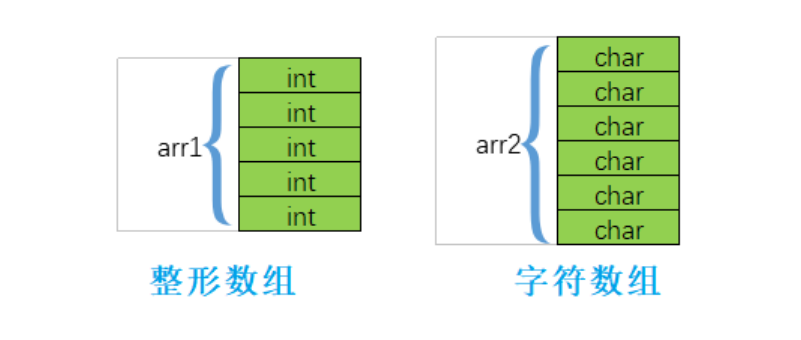 int
int
arr1
int
int
int
整形数组
char
char
char
arr2
char
char
char
字符数组